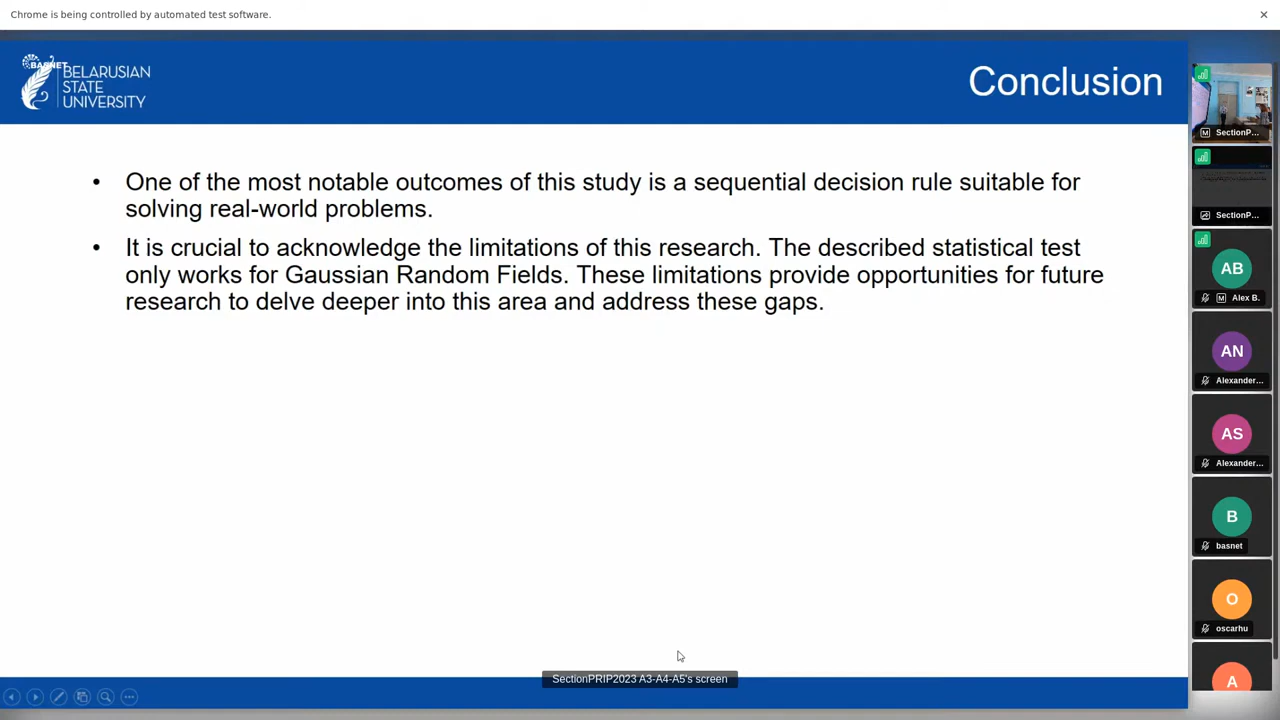 Chrome is being controlled by automated test software.
BASNET
BELARUSIAN
STATE
UNIVERSITY
Conclusion
• One of the most notable outcomes of this study is a sequential decision rule suitable for
solving real-world problems.
• It is crucial to acknowledge the limitations of this research. The described statistical test
only works for Gaussian Random Fields. These limitations provide opportunities for future
research to delve deeper into this area and address these gaps.
SectionPRIP2023 A3-A4-A5's screen
SectionP...
SectionP...
AB
Alex B.
AN
Alexander...
AS
Alexander...
B
basnet
O
oscarhu
A